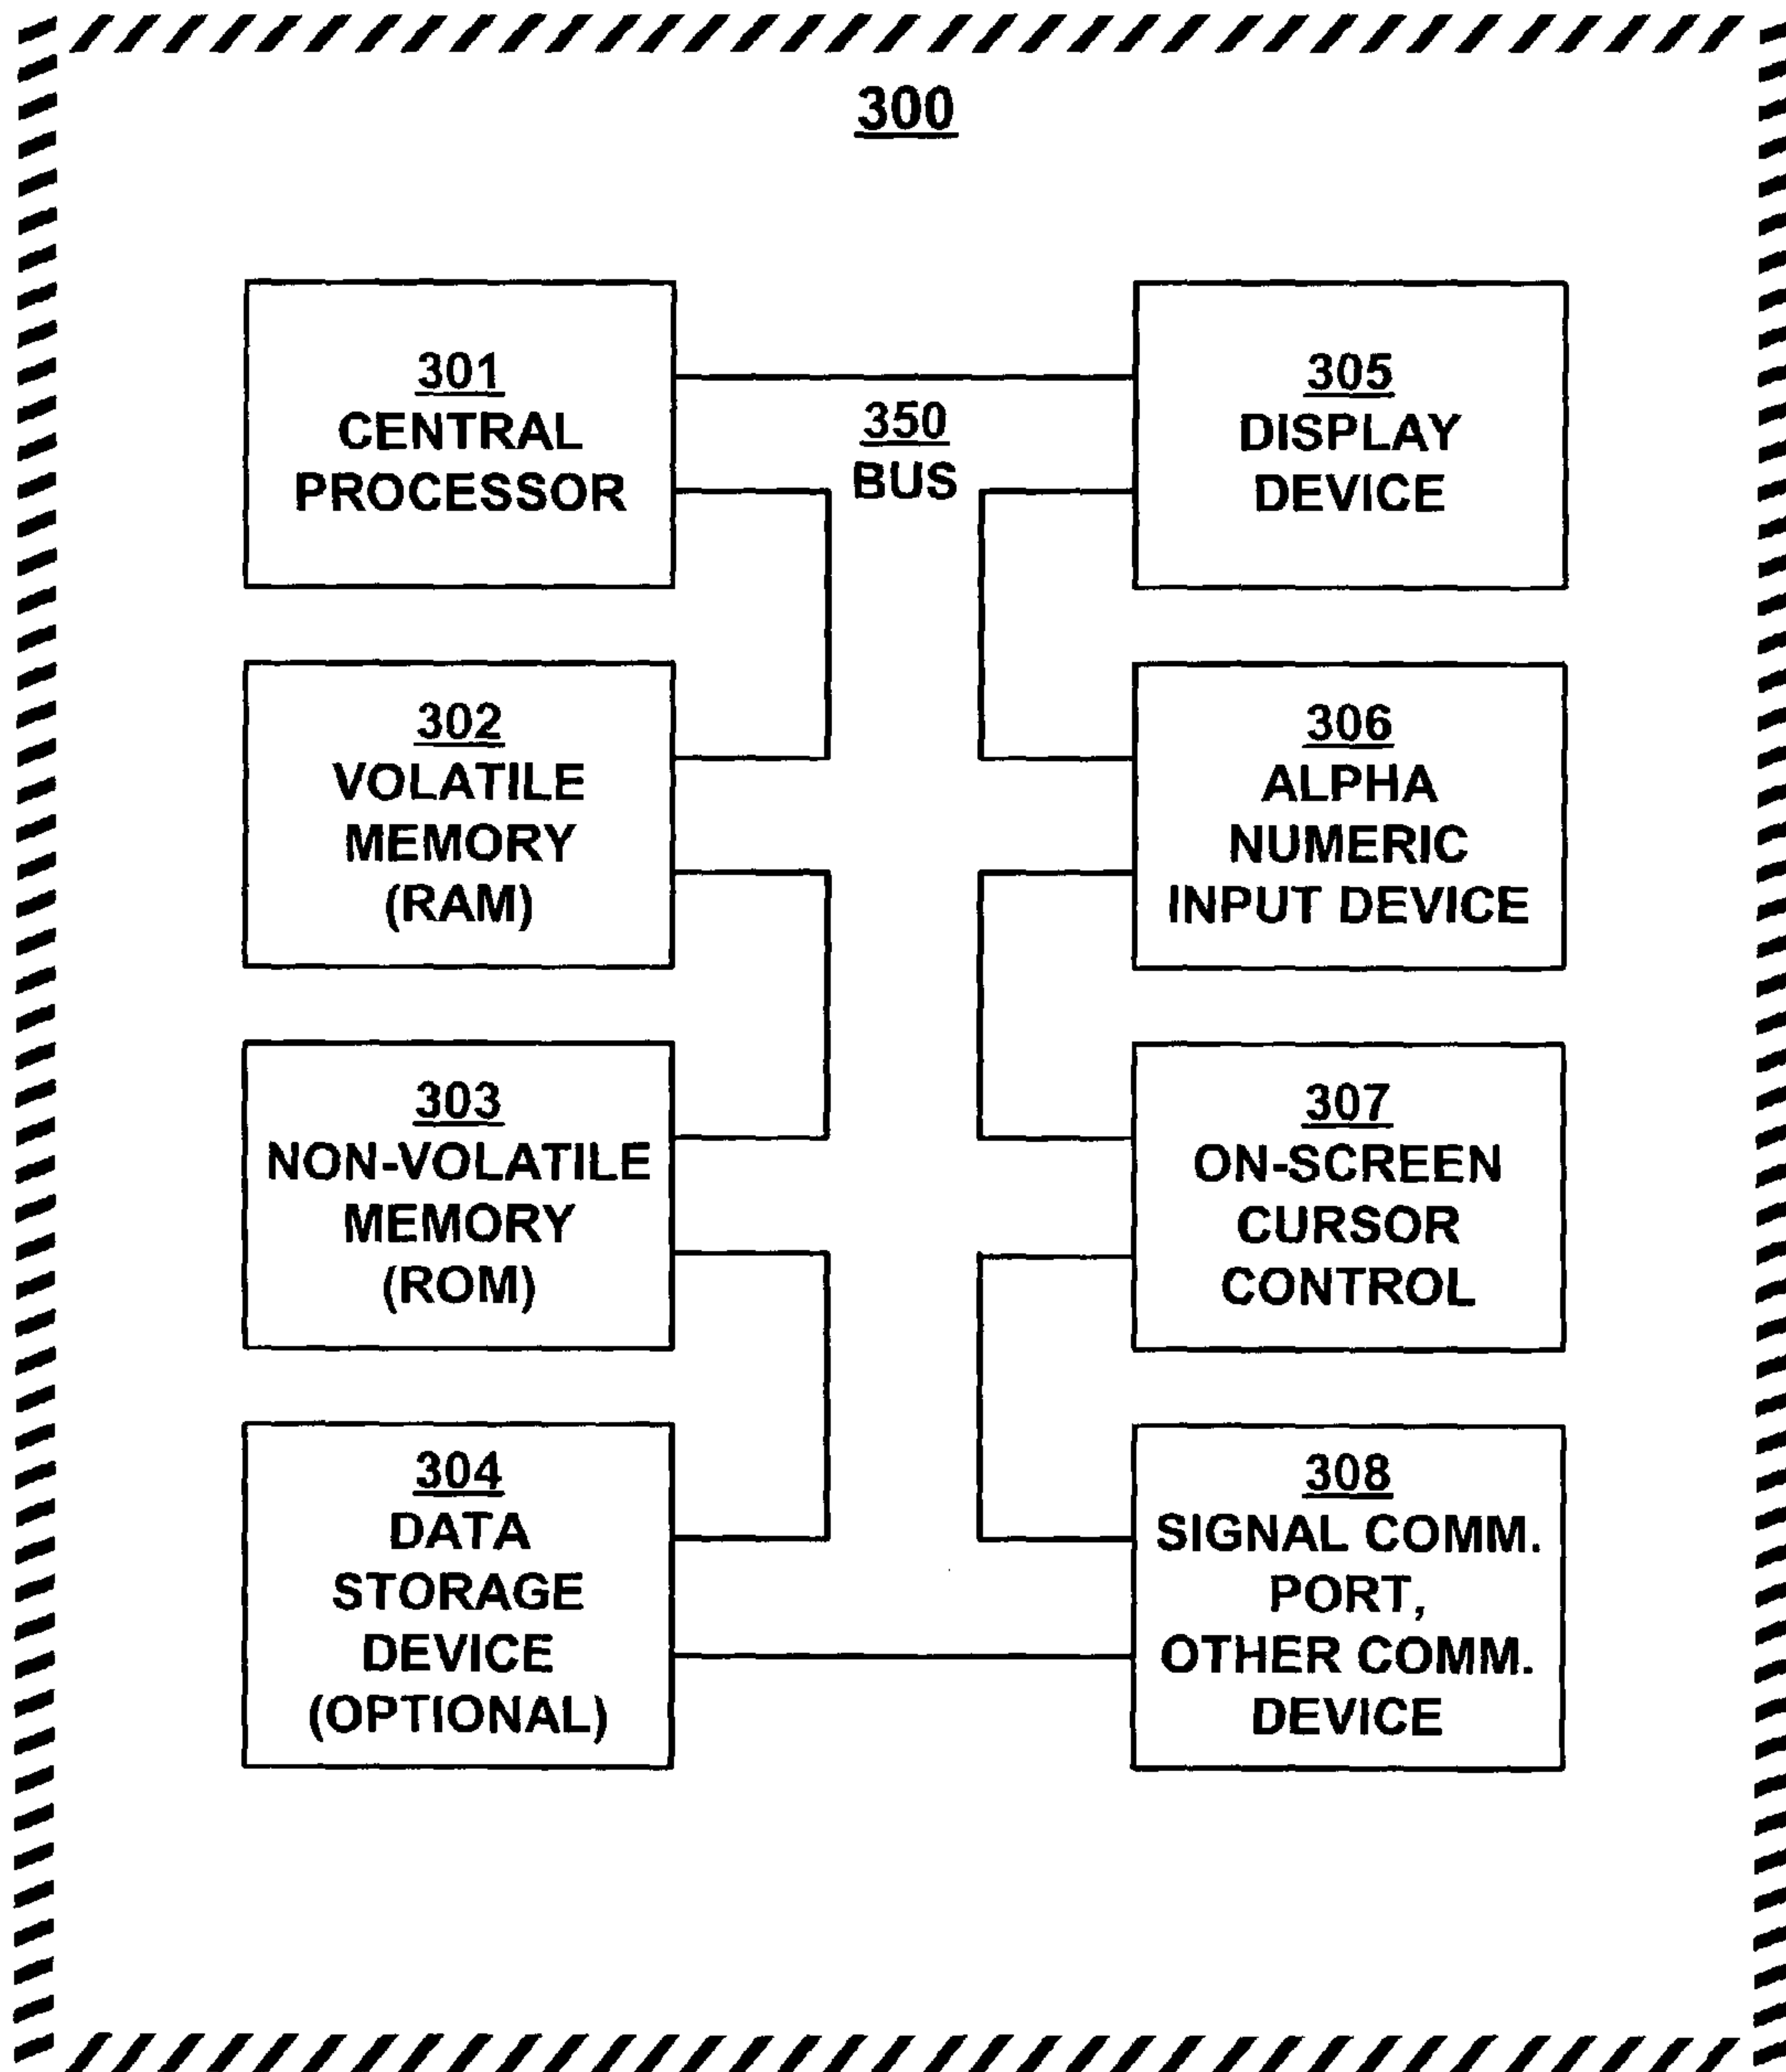 300
301
CENTRAL
PROCESSOR
350
BUS
305
DISPLAY
DEVICE
302
VOLATILE
MEMORY
(RAM)
306
ALPHA
NUMERIC
INPUT DEVICE
303
NON-VOLATILE
MEMORY
(ROM)
307
ON-SCREEN
CURSOR
CONTROL
304
DATA
STORAGE
DEVICE
(OPTIONAL)
308
SIGNAL COMM.
PORT,
OTHER COMM.
DEVICE